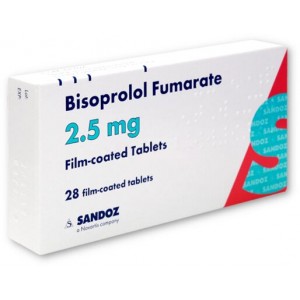 Bisoprolol Fumarate
2.5 mg
Film-coated Tablets
28 film-coated tablets
SANDOZ
a Novartis company